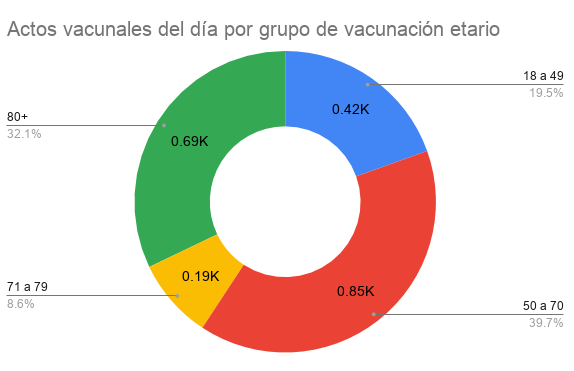 Actos vacunales del día por grupo de vacunación etario
18 a 49
19.5%
0.42K
80+
32.1%
0.69K
71 a 79
8.6%
0.19K
0.85K
50 a 70
39.7%